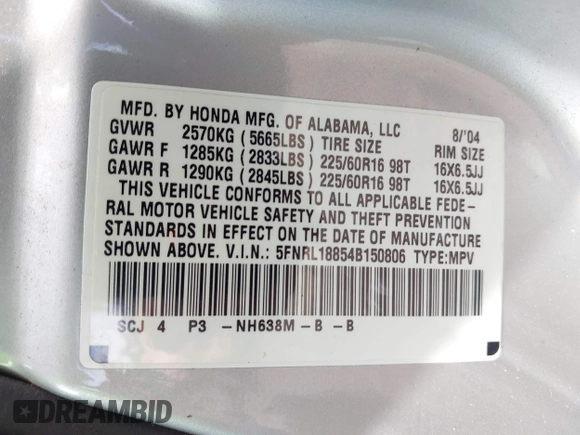 MFD. BY HONDA MFG. OF ALABAMA, LLC 8/'04
GVWR 2570KG (5665LBS) TIRE SIZE RIM SIZE
GAWR F 1285KG (2833LBS) 225/60R16 98T 16X6.5JJ
GAWR R 1290KG (2845LBS) 225/60R16 98T 16X6.5JJ
THIS VEHICLE CONFORMS TO ALL APPLICABLE FEDE-
RAL MOTOR VEHICLE SAFETY AND THEFT PREVENTION
STANDARDS IN EFFECT ON THE DATE OF MANUFACTURE
SHOWN ABOVE. V.I.N.: 5FNRL18854B150806 TYPE:MPV
SCJ 4 P3 -NH638M -B -B
DREAMBID